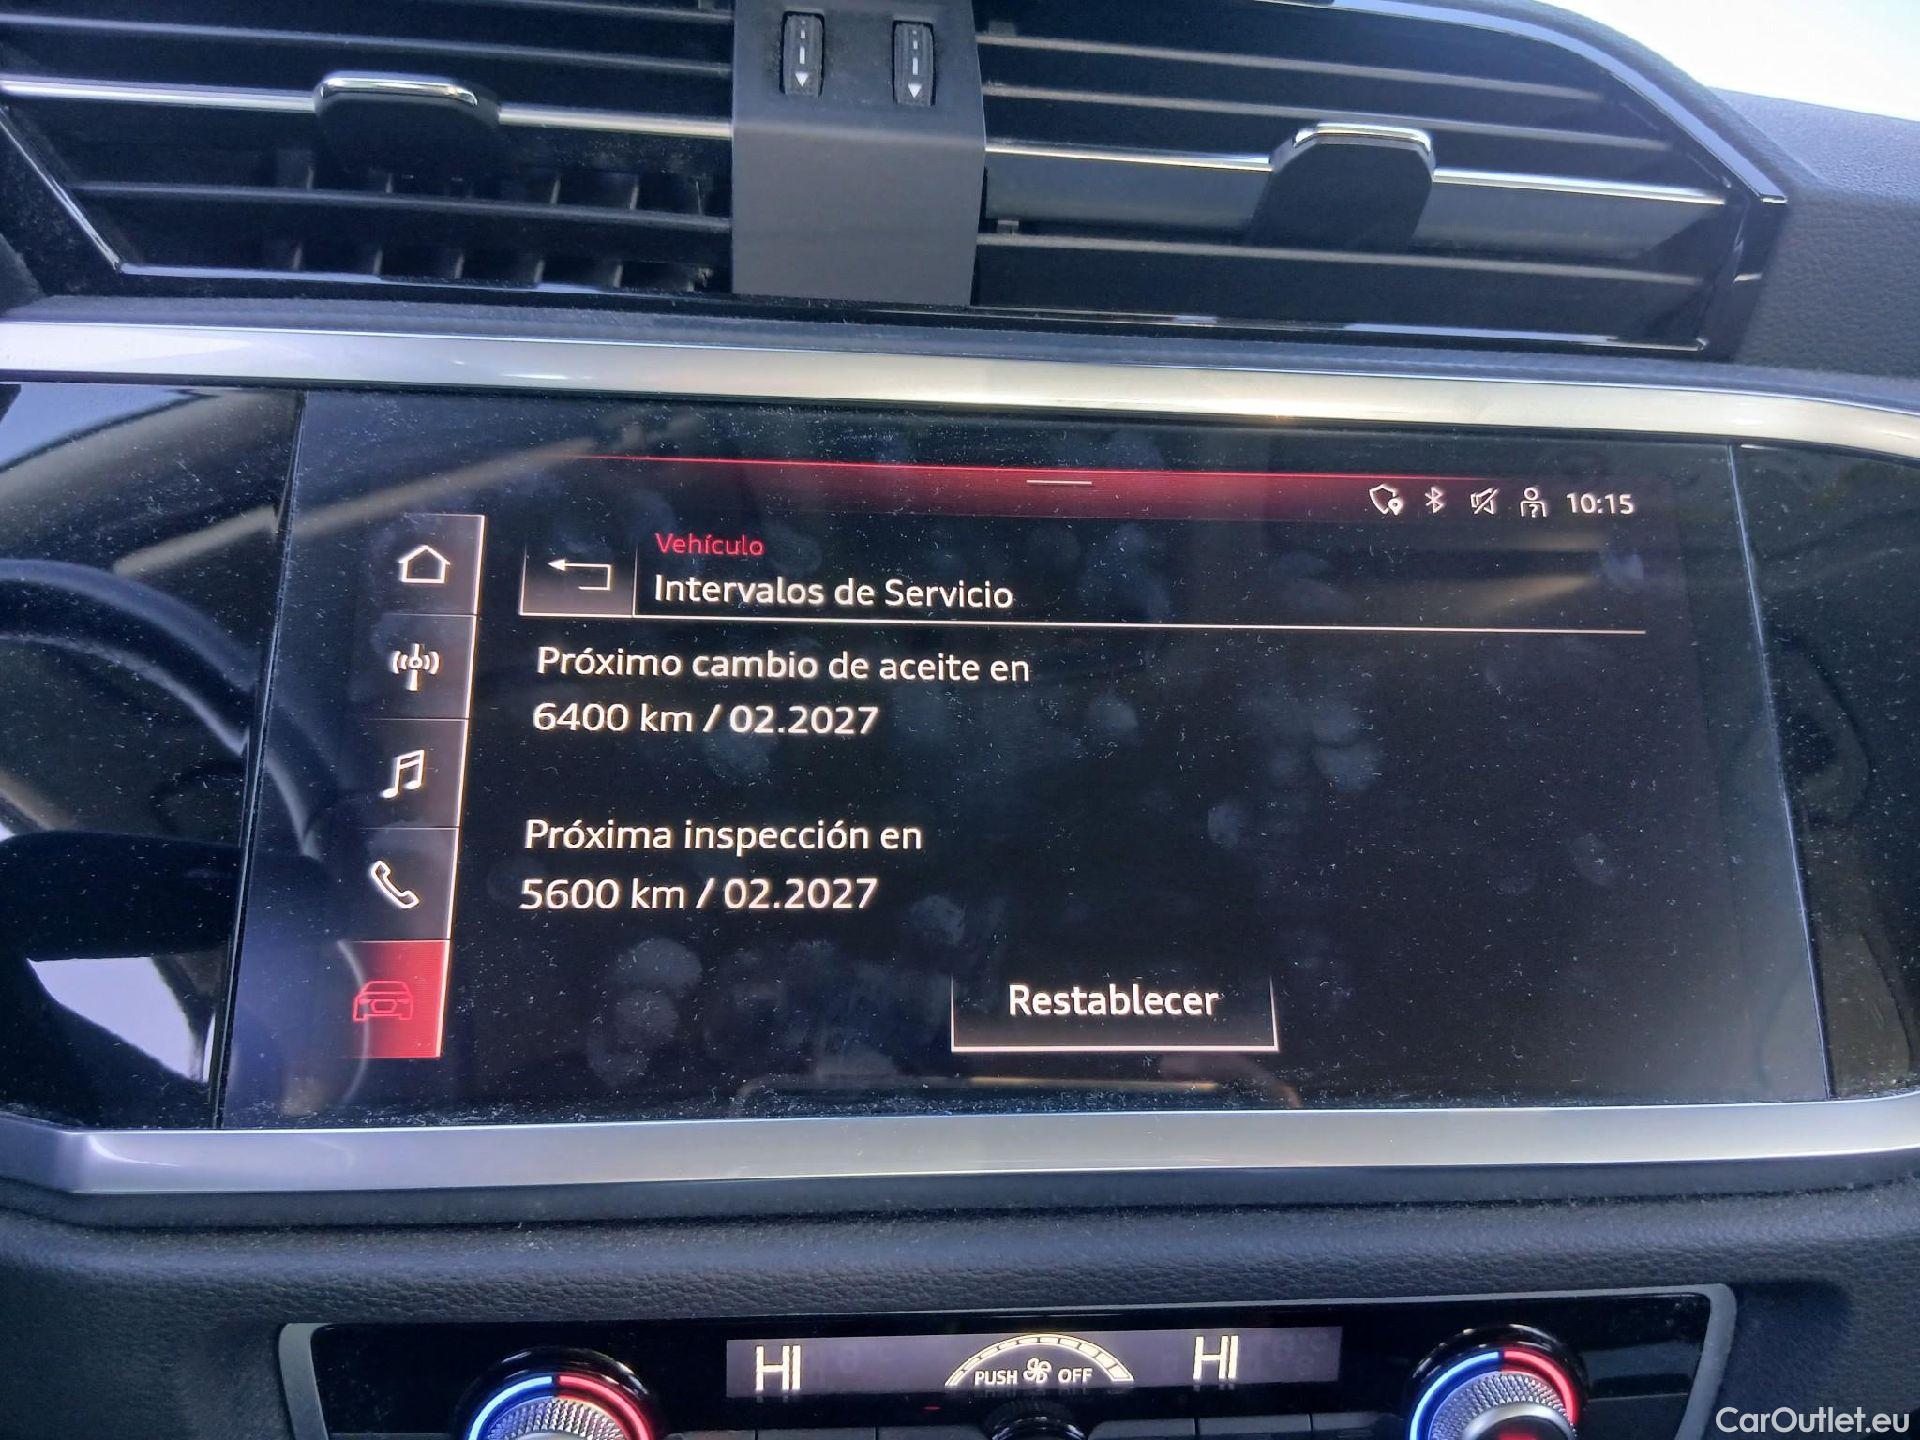 10:15
Vehículo
Intervalos de Servicio
Próximo cambio de aceite en
6400 km / 02.2027
Próxima inspección en
5600 km / 02.2027
Restablecer
HI
PUSH OFF
HI
CarOutlet.eu